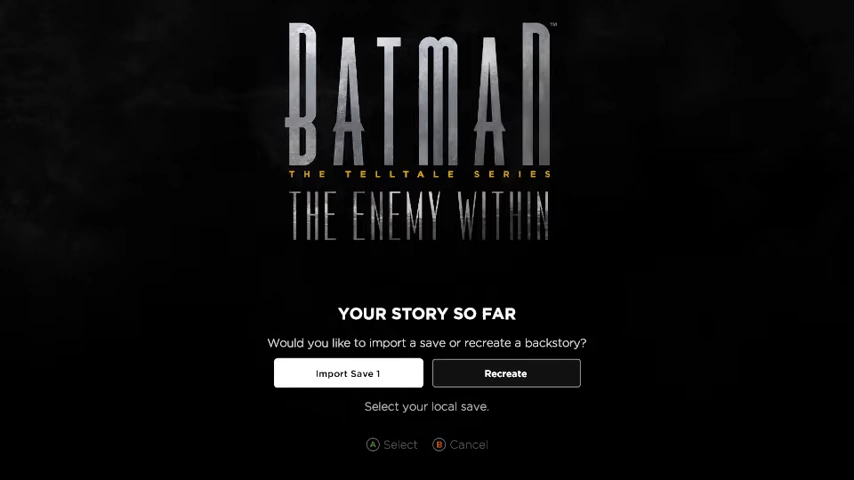 BATMAN™
THE TELLTALE SERIES
THE ENEMY WITHIN
YOUR STORY SO FAR
Would you like to import a save or recreate a backstory?
Import Save 1
Recreate
Select your local save.
A Select B Cancel